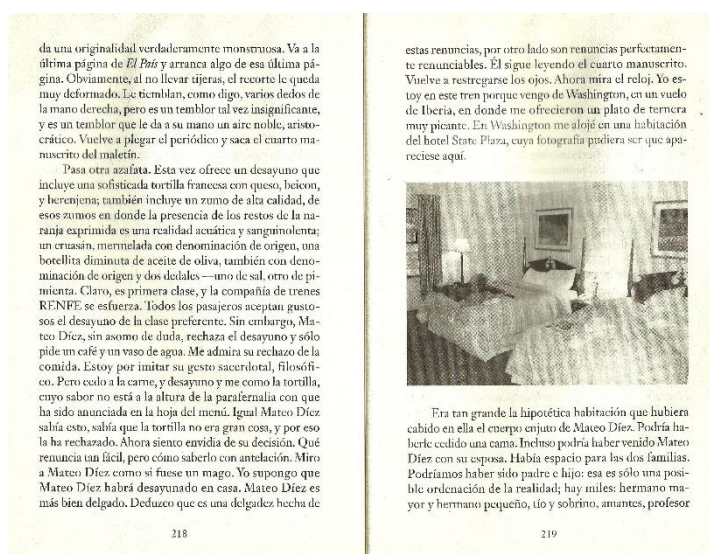 da una originalidad verdaderamente monstruosa. Va a la
última página de El País y arranca algo de esa última pá-
gina. Obviamente, al no llevar tijeras, el recorte le queda
muy deformado. Le tiemblan, como digo, varios dedos de
la mano derecha, pero es un temblor tal vez insignificante,
y es un temblor que le da a su mano un aire noble, aristo-
crático. Vuelve a plegar el periódico y saca el cuarto ma-
nuscrito del maletín.
Pasa otra azafata. Esta vez ofrece un desayuno que
incluye una sofisticada tortilla francesa con queso, beicon,
y berenjena; también incluye un zumo de alta calidad, de
esos zumos en donde la presencia de los restos de la na-
ranja exprimida es una realidad acuática y sanguinolenta;
un cruasán, mermelada con denominación de origen, una
botellita diminuta de aceite de oliva, también con deno-
minación de origen y dos dedales —uno de sal, otro de pi-
mienta. Claro, es primera clase, y la compañía de trenes
RENFE se esfuerza. Todos los pasajeros aceptan gusto-
sos el desayuno de la clase preferente. Sin embargo, Ma-
teo Díez, sin asomo de duda, rechaza el desayuno y sólo
pide un café y un vaso de agua. Me admira su rechazo de la
comida. Estoy por imitar su gesto sacerdotal, filosófi-
co. Pero cedo a la carne, y desayuno y me como la tortilla,
cuyo sabor no está a la altura de la parafernalia con que
ha sido anunciada en la hoja del menú. Igual Mateo Díez
sabía esto, sabía que la tortilla no era gran cosa, y por eso
la ha rechazado. Ahora siento envidia de su decisión. Qué
renuncia tan fácil, pero cómo saberlo con antelación. Miro
a Mateo Díez como si fuese un mago. Yo supongo que
Mateo Díez habrá desayunado en casa. Mateo Díez es
más bien delgado. Deduzco que es una delgadez hecha de
218
estas renuncias, por otro lado son renuncias perfectamen-
te renunciables. Él sigue leyendo el cuarto manuscrito.
Vuelve a restregarse los ojos. Ahora mira el reloj. Yo es-
toy en este tren porque vengo de Washington, en un vuelo
de Iberia, en donde me ofrecieron un plato de ternera
muy picante. En Washington me alojé en una habitación
del hotel State Plaza, cuya fotografía pudiera ser que apa-
reciese aquí.
Era tan grande la hipotética habitación que hubiera
cabido en ella el cuerpo enjuto de Mateo Díez. Podría ha-
berle cedido una cama. Incluso podría haber venido Mateo
Díez con su esposa. Había espacio para las dos familias.
Podríamos haber sido padre e hijo: esa es sólo una posi-
ble ordenación de la realidad; hay miles: hermano ma-
yor y hermano pequeño, tío y sobrino, amantes, profesor
219